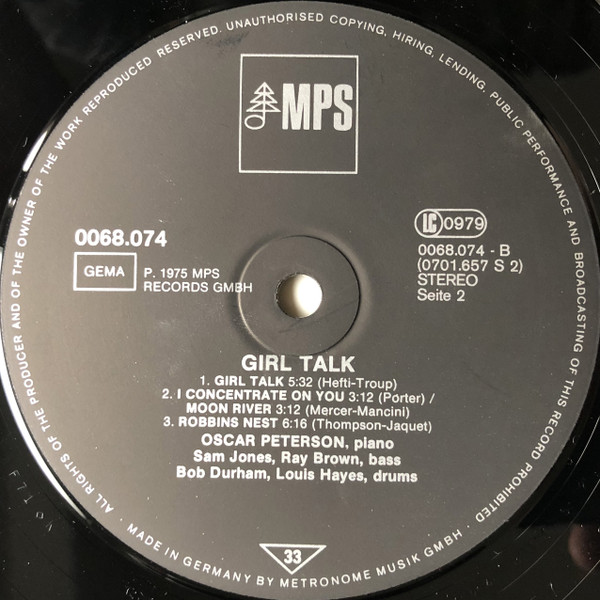 ALL RIGHTS OF THE PRODUCER AND OF THE OWNER OF THE WORK REPRODUCED RESERVED. UNAUTHORISED COPYING, HIRING, LENDING, PUBLIC PERFORMANCE AND BROADCASTING OF THIS RECORD PROHIBITED
MPS
0068.074
GEMA
P. 1975 MPS
RECORDS GMBH
LC 0979
0068.074 - B
(0701.657 S 2)
STEREO
Seite 2
GIRL TALK
1. GIRL TALK 5:32 (Hefti-Troup)
2. I CONCENTRATE ON YOU 3:12 (Porter) /
MOON RIVER 3:12 (Mercer-Mancini)
3. ROBBINS NEST 6:16 (Thompson-Jaquet)
OSCAR PETERSON, piano
Sam Jones, Ray Brown, bass
Bob Durham, Louis Hayes, drums
33
· MADE IN GERMANY BY METRONOME MUSIK GMBH ·